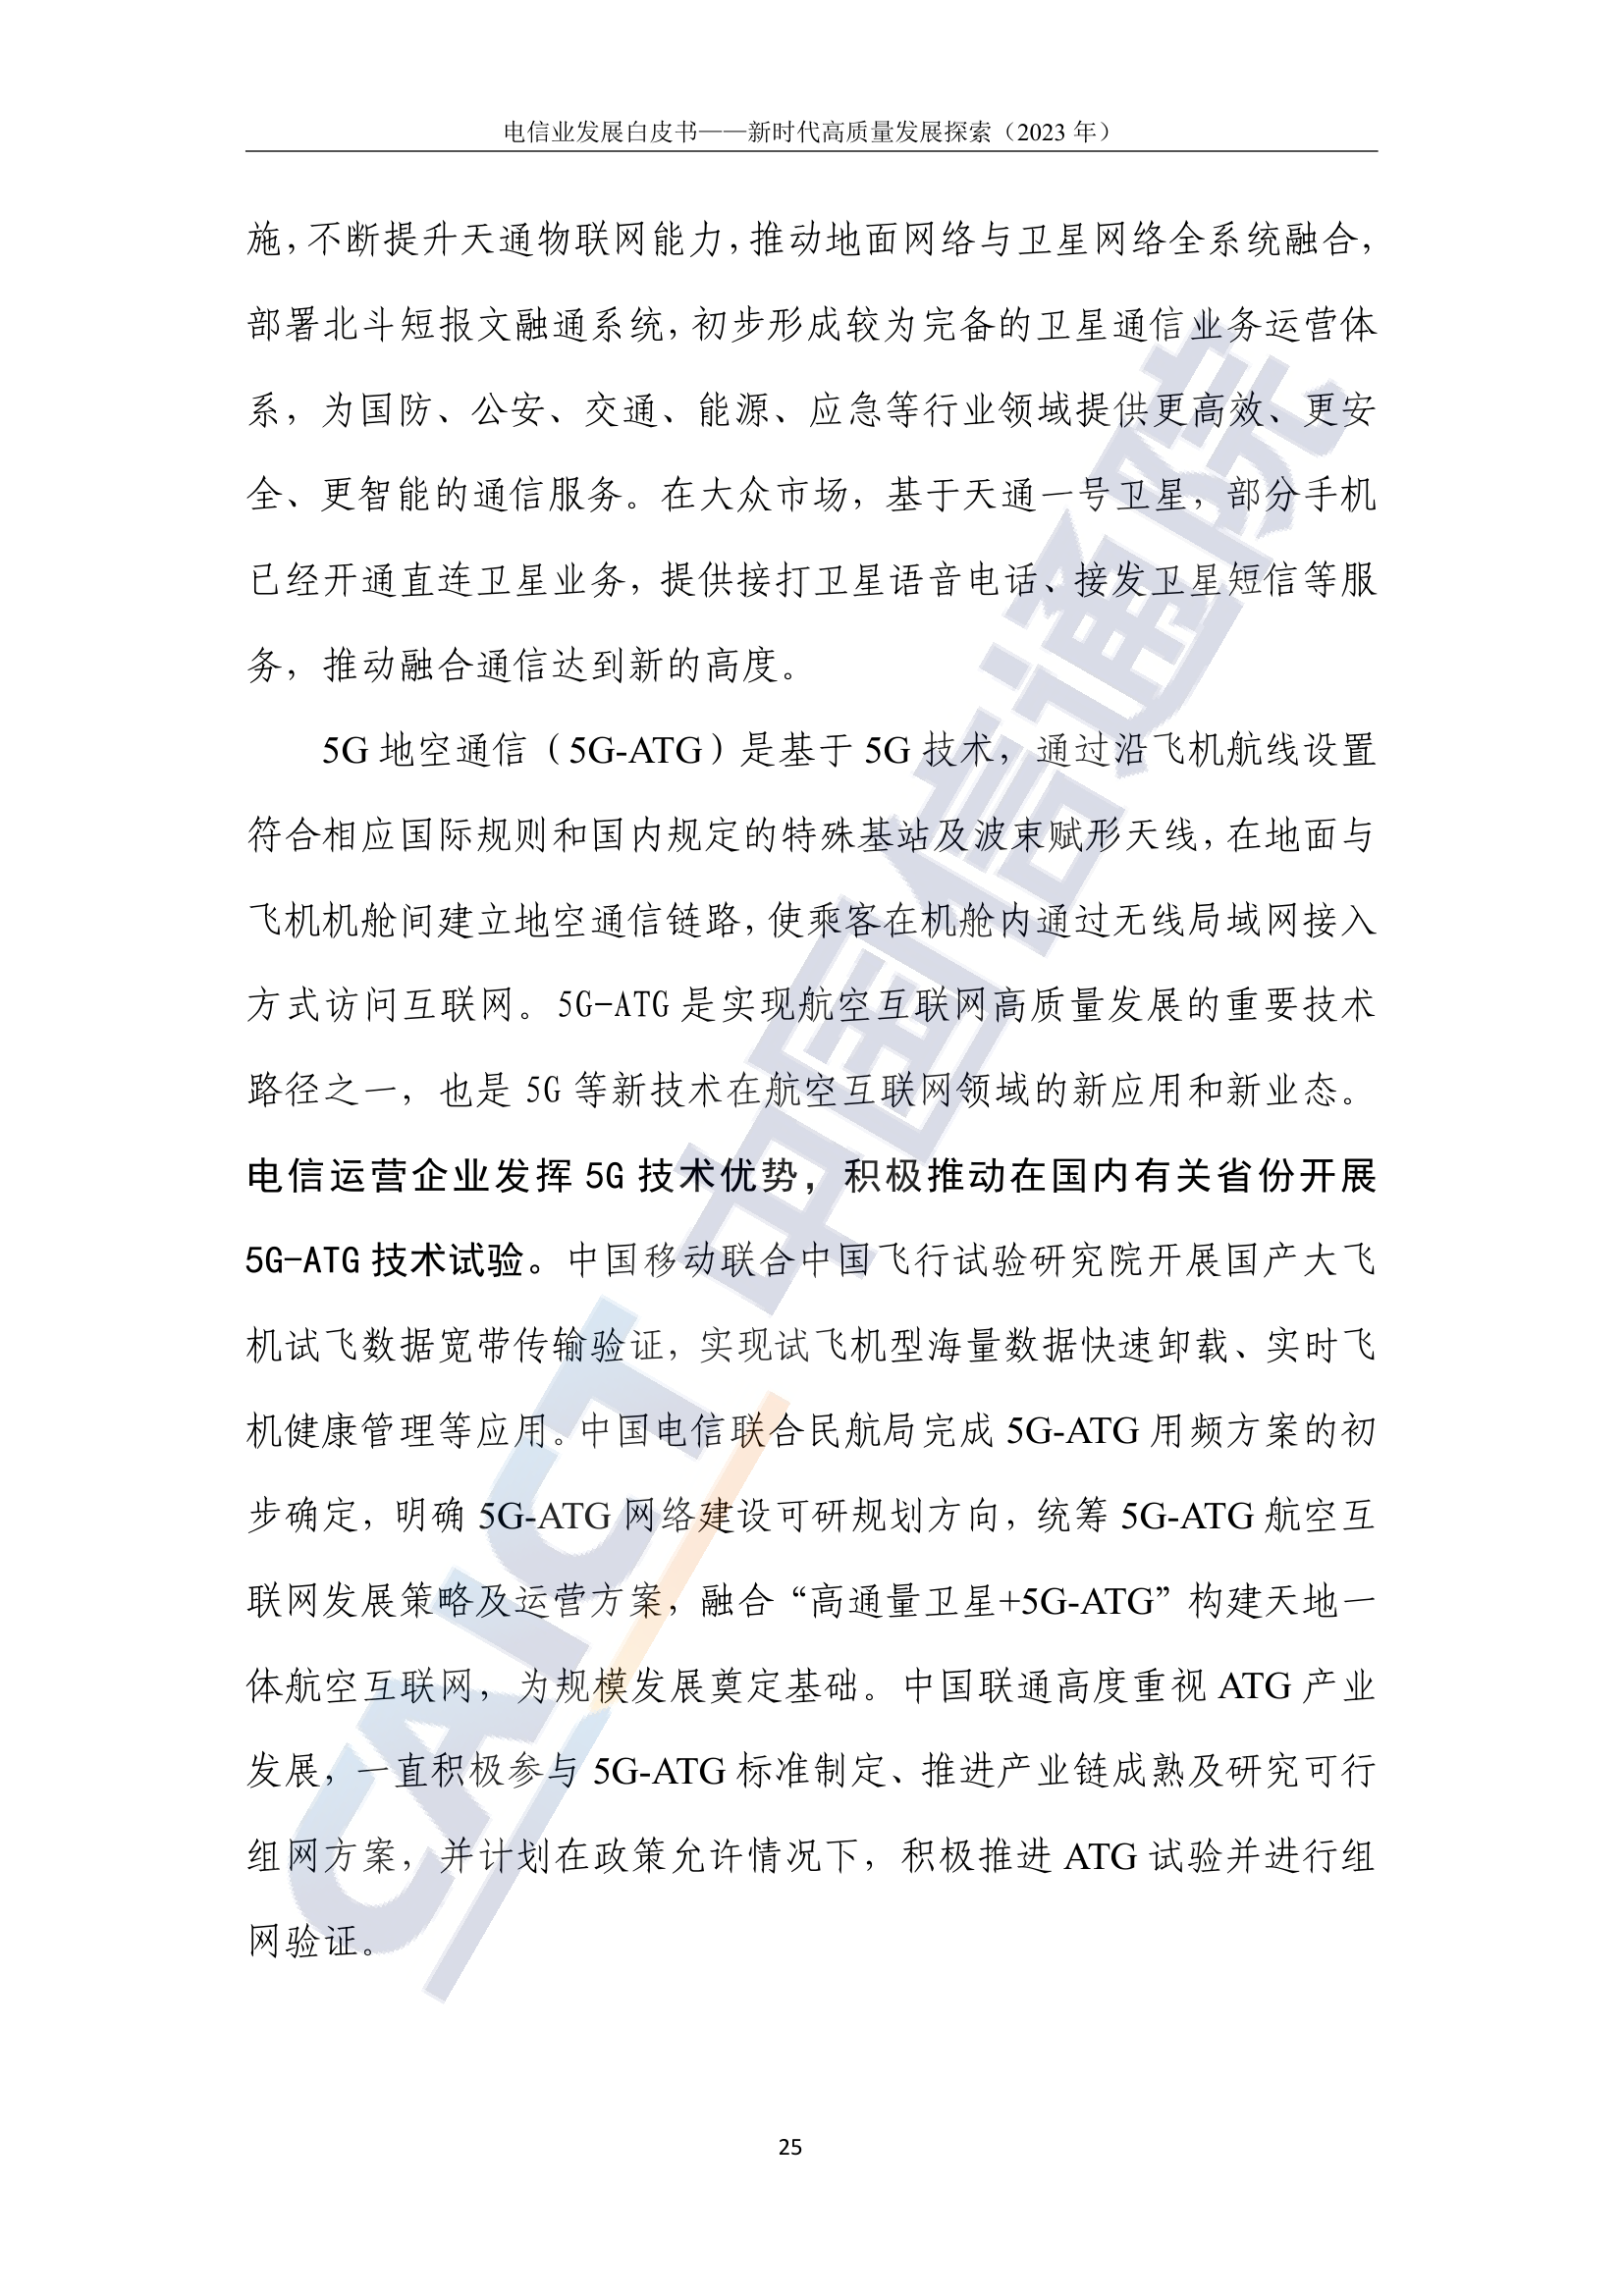 电信业发展白皮书——新时代高质量发展探索（2023 年）
施，不断提升天通物联网能力，推动地面网络与卫星网络全系统融合，
部署北斗短报文融通系统，初步形成较为完备的卫星通信业务运营体
系，为国防、公安、交通、能源、应急等行业领域提供更高效、更安
全、更智能的通信服务。在大众市场，基于天通一号卫星，部分手机
已经开通直连卫星业务，提供接打卫星语音电话、接发卫星短信等服
务，推动融合通信达到新的高度。
5G 地空通信（5G-ATG）是基于 5G 技术，通过沿飞机航线设置
符合相应国际规则和国内规定的特殊基站及波束赋形天线，在地面与
飞机机舱间建立地空通信链路，使乘客在机舱内通过无线局域网接入
方式访问互联网。5G-ATG 是实现航空互联网高质量发展的重要技术
路径之一，也是 5G 等新技术在航空互联网领域的新应用和新业态。
电信运营企业发挥 5G 技术优势，积极推动在国内有关省份开展
5G-ATG 技术试验。中国移动联合中国飞行试验研究院开展国产大飞
机试飞数据宽带传输验证，实现试飞机型海量数据快速卸载、实时飞
机健康管理等应用。中国电信联合民航局完成 5G-ATG 用频方案的初
步确定，明确 5G-ATG 网络建设可研规划方向，统筹 5G-ATG 航空互
联网发展策略及运营方案，融合“高通量卫星+5G-ATG”构建天地一
体航空互联网，为规模发展奠定基础。中国联通高度重视 ATG 产业
发展，一直积极参与 5G-ATG 标准制定、推进产业链成熟及研究可行
组网方案，并计划在政策允许情况下，积极推进 ATG 试验并进行组
网验证。
CAICT 中国信通院
25